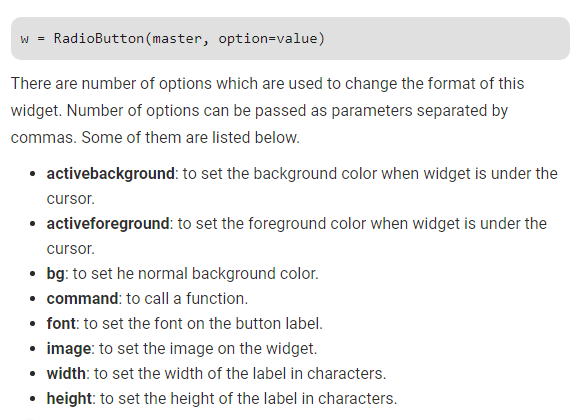 w = RadioButton(master, option=value)
There are number of options which are used to change the format of this
widget. Number of options can be passed as parameters separated by
commas. Some of them are listed below.
• activebackground: to set the background color when widget is under the
cursor.
• activeforeground: to set the foreground color when widget is under the
cursor.
• bg: to set he normal background color.
• command: to call a function.
• font: to set the font on the button label.
• image: to set the image on the widget.
• width: to set the width of the label in characters.
• height: to set the height of the label in characters.